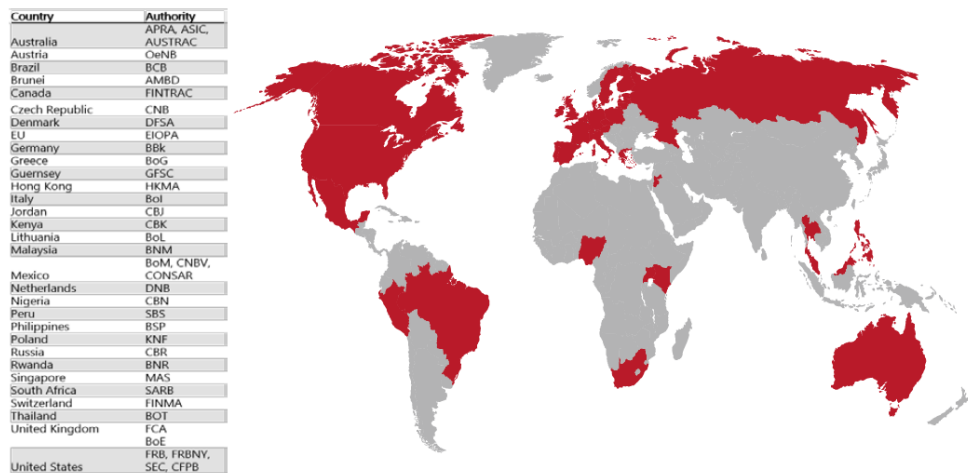 Country Authority
APRA, ASIC,
Australia AUSTRAC
Austria OeNB
Brazil BCB
Brunei AMBD
Canada FINTRAC
Czech Republic CNB
Denmark DFSA
EU EIOPA
Germany BBk
Greece BoG
Guernsey GFSC
Hong Kong HKMA
Italy BoI
Jordan CBJ
Kenya CBK
Lithuania BoL
Malaysia BNM
BoM, CNBV,
Mexico CONSAR
Netherlands DNB
Nigeria CBN
Peru SBS
Philippines BSP
Poland KNF
Russia CBR
Rwanda BNR
Singapore MAS
South Africa SARB
Switzerland FINMA
Thailand BOT
United Kingdom FCA
BoE
FRB, FRBNY,
United States SEC, CFPB